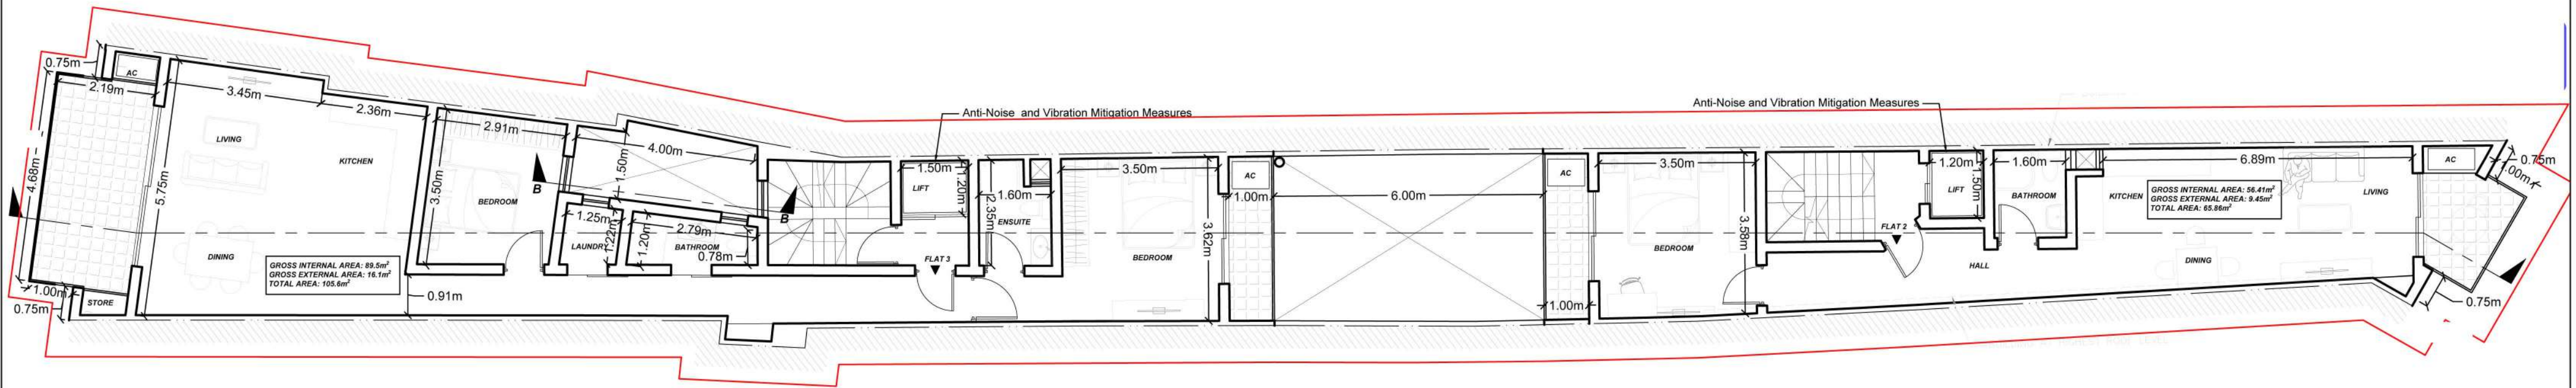 0.75m
AC
2.19m
4.68m
1.00m
0.75m
STORE
3.45m
2.36m
5.75m
LIVING
KITCHEN
DINING
GROSS INTERNAL AREA: 89.5m²
GROSS EXTERNAL AREA: 16.1m²
TOTAL AREA: 105.6m²
0.91m
2.91m
3.50m
BEDROOM
B
4.00m
1.50m
B
1.25m
1.22m
LAUNDRY
1.20m
2.79m
BATHROOM
0.78m
Anti-Noise and Vibration Mitigation Measures
1.50m
LIFT
1.20m
FLAT 3
2.35m
1.60m
ENSUITE
3.50m
3.62m
BEDROOM
AC
1.00m
6.00m
AC
1.00m
3.50m
3.58m
BEDROOM
Anti-Noise and Vibration Mitigation Measures
1.20m
LIFT
1.50m
FLAT 2
HALL
1.60m
BATHROOM
6.89m
KITCHEN
GROSS INTERNAL AREA: 56.41m²
GROSS EXTERNAL AREA: 9.45m²
TOTAL AREA: 65.86m²
LIVING
DINING
AC
0.75m
1.00m
0.75m